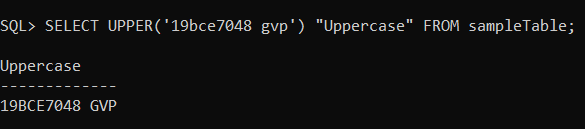 SQL> SELECT UPPER('19bce7048 gvp') "Uppercase" FROM sampleTable;
Uppercase
-------------
19BCE7048 GVP